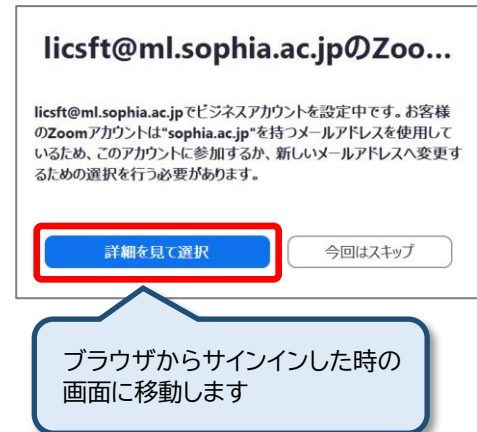 licsft@ml.sophia.ac.jpのZoo...
licsft@ml.sophia.ac.jpでビジネスアカウントを設定中です。お客様
のZoomアカウントは"sophia.ac.jp"を持つメールアドレスを使用して
いるため、このアカウントに参加するか、新しいメールアドレスへ変更す
るための選択を行う必要があります。
詳細を見て選択
今回はスキップ
ブラウザからサインインした時の
画面に移動します